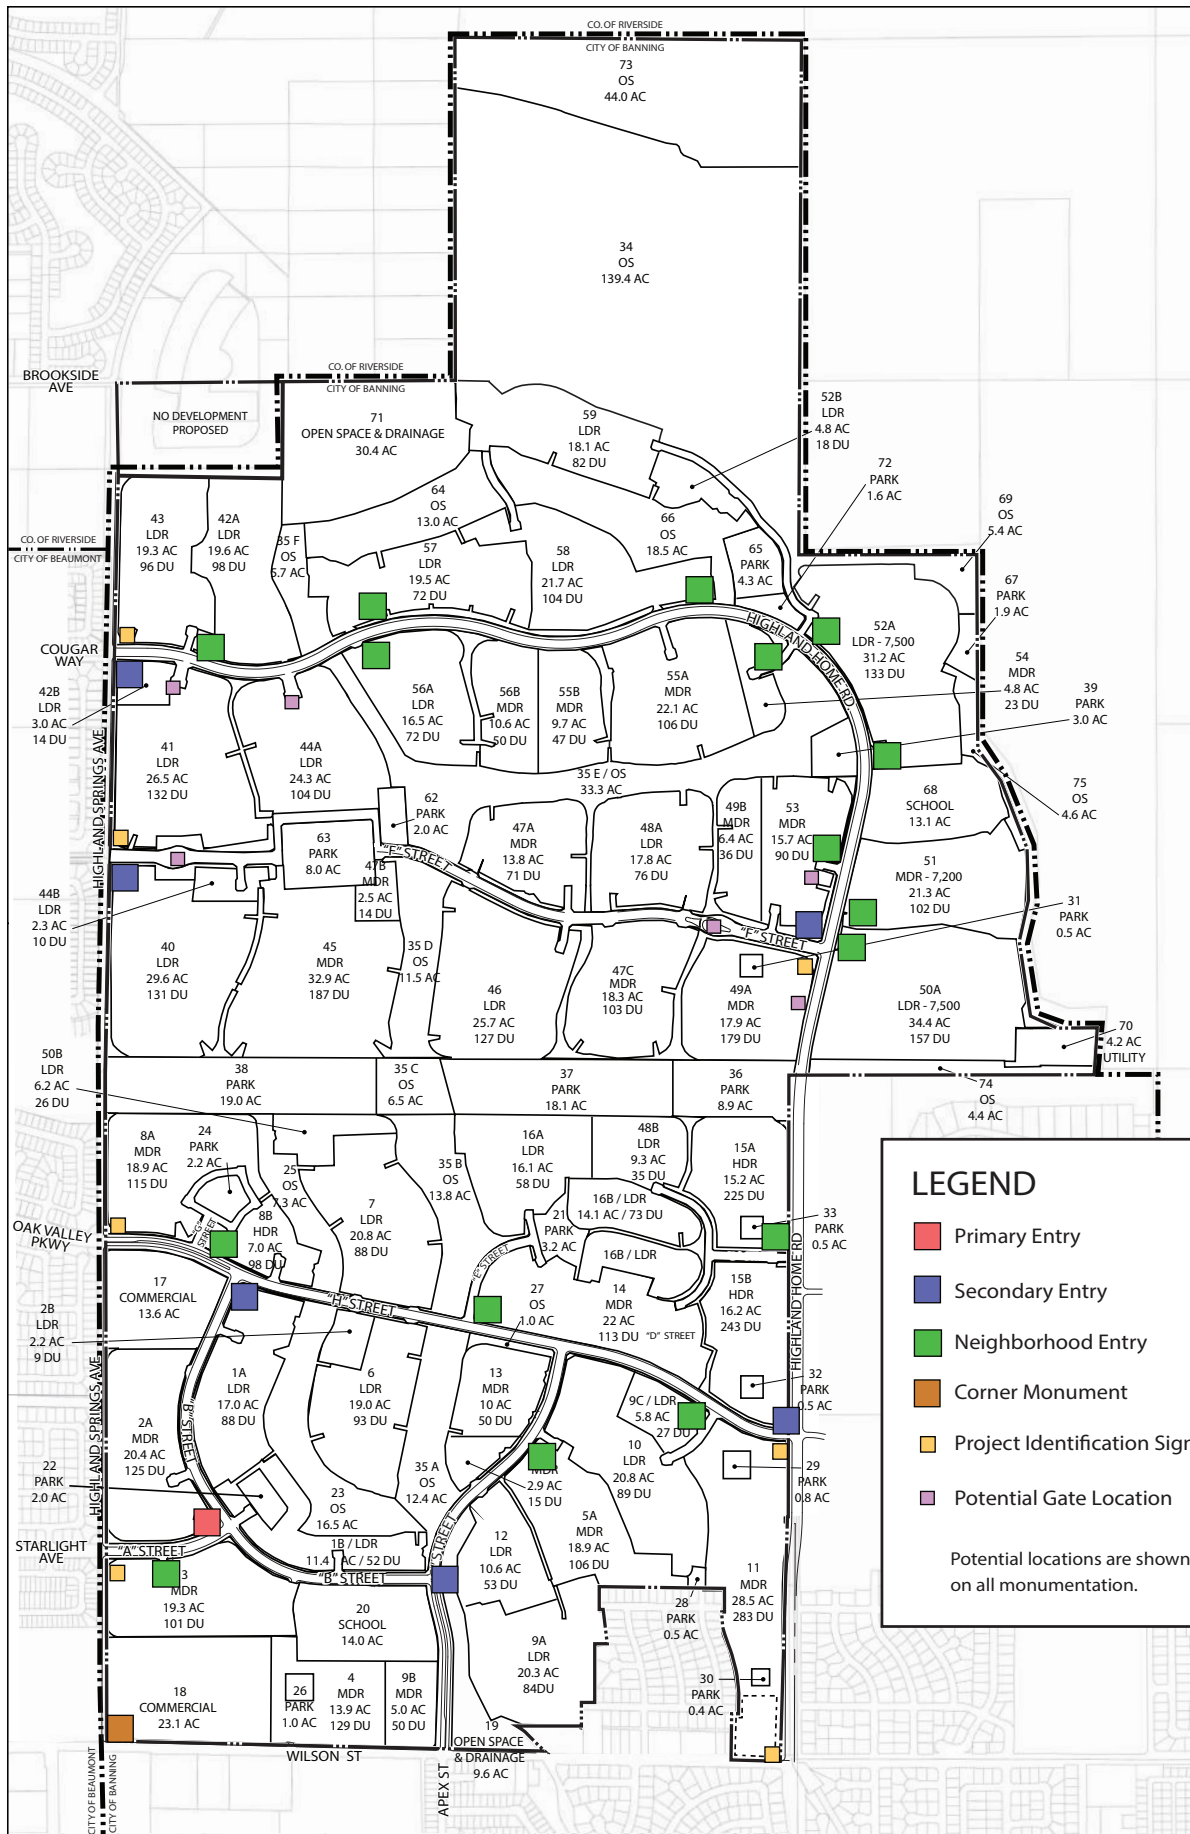 CO. OF RIVERSIDE
CITY OF BANNING
73
OS
44.0 AC
34
OS
139.4 AC
BROOKSIDE
AVE
CO. OF RIVERSIDE
CITY OF BANNING
NO DEVELOPMENT
PROPOSED
71
OPEN SPACE & DRAINAGE
30.4 AC
59
LDR
18.1 AC
82 DU
52B
LDR
4.8 AC
18 DU
72
PARK
1.6 AC
69
OS
5.4 AC
67
PARK
1.9 AC
54
MDR
4.8 AC
23 DU
39
PARK
3.0 AC
75
OS
4.6 AC
CO. OF RIVERSIDE
CITY OF BEAUMONT
43
LDR
19.3 AC
96 DU
42A
LDR
19.6 AC
98 DU
35 F
OS
5.7 AC
64
OS
13.0 AC
57
LDR
19.5 AC
72 DU
58
LDR
21.7 AC
104 DU
66
OS
18.5 AC
65
PARK
4.3 AC
HIGHLAND HOME RD.
52A
LDR - 7,500
31.2 AC
133 DU
COUGAR
WAY
42B
LDR
3.0 AC
14 DU
HIGHLAND SPRINGS AVE
41
LDR
26.5 AC
132 DU
44A
LDR
24.3 AC
104 DU
56A
LDR
16.5 AC
72 DU
56B
MDR
10.6 AC
50 DU
55B
MDR
9.7 AC
47 DU
55A
MDR
22.1 AC
106 DU
35 E / OS
33.3 AC
62
PARK
2.0 AC
63
PARK
8.0 AC
"F" STREET
47B
MDR
2.5 AC
14 DU
47A
MDR
13.8 AC
71 DU
48A
LDR
17.8 AC
76 DU
49B
MDR
6.4 AC
36 DU
53
MDR
15.7 AC
90 DU
68
SCHOOL
13.1 AC
51
MDR - 7,200
21.3 AC
102 DU
31
PARK
0.5 AC
44B
LDR
2.3 AC
10 DU
40
LDR
29.6 AC
131 DU
45
MDR
32.9 AC
187 DU
35 D
OS
11.5 AC
46
LDR
25.7 AC
127 DU
47C
MDR
18.3 AC
103 DU
"F" STREET
49A
MDR
17.9 AC
179 DU
50A
LDR - 7,500
34.4 AC
157 DU
70
4.2 AC
UTILITY
74
OS
4.4 AC
50B
LDR
6.2 AC
26 DU
38
PARK
19.0 AC
35 C
OS
6.5 AC
37
PARK
18.1 AC
36
PARK
8.9 AC
8A
MDR
18.9 AC
115 DU
24
PARK
2.2 AC
"G"
STREET
25
OS
7.3 AC
8B
HDR
7.0 AC
98 DU
7
LDR
20.8 AC
88 DU
35 B
OS
13.8 AC
16A
LDR
16.1 AC
58 DU
48B
LDR
9.3 AC
35 DU
16B / LDR
14.1 AC / 73 DU
15A
HDR
15.2 AC
225 DU
33
PARK
0.5 AC
21
PARK
3.2 AC
"E" STREET
16B / LDR
OAK VALLEY
PKWY
17
COMMERCIAL
13.6 AC
"H" STREET
27
OS
1.0 AC
14
MDR
22 AC
113 DU
"D" STREET
15B
HDR
16.2 AC
243 DU
HIGHLAND HOME RD
2B
LDR
2.2 AC
9 DU
HIGHLAND SPRINGS AVE
1A
LDR
17.0 AC
88 DU
"B" STREET
6
LDR
19.0 AC
93 DU
13
MDR
10 AC
50 DU
9C / LDR
5.8 AC
27 DU
32
PARK
0.5 AC
2A
MDR
20.4 AC
125 DU
22
PARK
2.0 AC
23
OS
16.5 AC
35 A
OS
12.4 AC
MDR
2.9 AC
15 DU
10
LDR
20.8 AC
89 DU
29
PARK
0.8 AC
STARLIGHT
AVE
"A" STREET
1B / LDR
11.4 AC / 52 DU
"B" STREET
STREET
12
LDR
10.6 AC
53 DU
5A
MDR
18.9 AC
106 DU
3
MDR
19.3 AC
101 DU
20
SCHOOL
14.0 AC
28
PARK
0.5 AC
11
MDR
28.5 AC
283 DU
9A
LDR
20.3 AC
84DU
18
COMMERCIAL
23.1 AC
26
PARK
1.0 AC
4
MDR
13.9 AC
129 DU
9B
MDR
5.0 AC
50 DU
30
PARK
0.4 AC
19
OPEN SPACE
& DRAINAGE
9.6 AC
WILSON ST
APEX ST
CITY OF BEAUMONT
CITY OF BANNING
LEGEND
Primary Entry
Secondary Entry
Neighborhood Entry
Corner Monument
Project Identification Sign
Potential Gate Location
Potential locations are shown
on all monumentation.